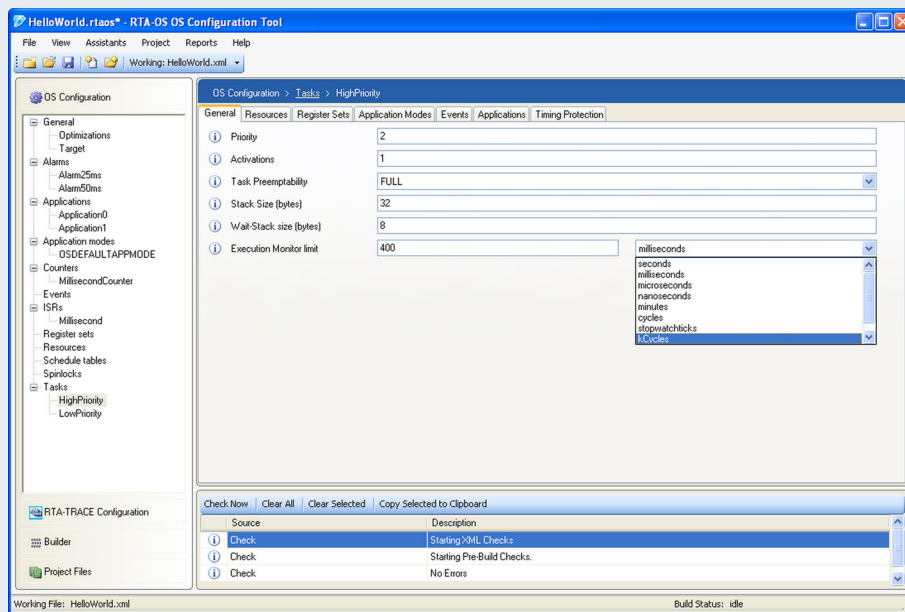 HelloWorld.rtaos* - RTA-OS OS Configuration Tool
File View Assistants Project Reports Help
Working: HelloWorld.xml
OS Configuration
General
Optimizations
Target
Alarms
Alarm25ms
Alarm50ms
Applications
Application0
Application1
Application modes
OSDEFAULTAPPMODE
Counters
MillisecondCounter
Events
ISRs
Millisecond
Register sets
Resources
Schedule tables
Spinlocks
Tasks
HighPriority
LowPriority
RTA-TRACE Configuration
Builder
Project Files
OS Configuration > Tasks > HighPriority
General Resources Register Sets Application Modes Events Applications Timing Protection
Priority 2
Activations 1
Task Preemptability FULL
Stack Size (bytes) 32
Wait-Stack size (bytes) 8
Execution Monitor limit 400 milliseconds
seconds
milliseconds
microseconds
nanoseconds
minutes
cycles
stopwatchticks
kCycles
Check Now Clear All Clear Selected Copy Selected to Clipboard
Source Description
Check Starting XML Checks
Check Starting Pre-Build Checks.
Check No Errors
Working File: HelloWorld.xml Build Status: idle